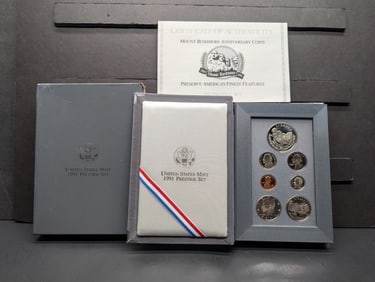 CERTIFICATE OF AUTHENTICITY
MOUNT RUSHMORE ANNIVERSARY COINS
PRESERVE AMERICA'S FINEST FEATURES
UNITED STATES MINT
1991 PRESTIGE SET
UNITED STATES MINT
1991 PRESTIGE SET